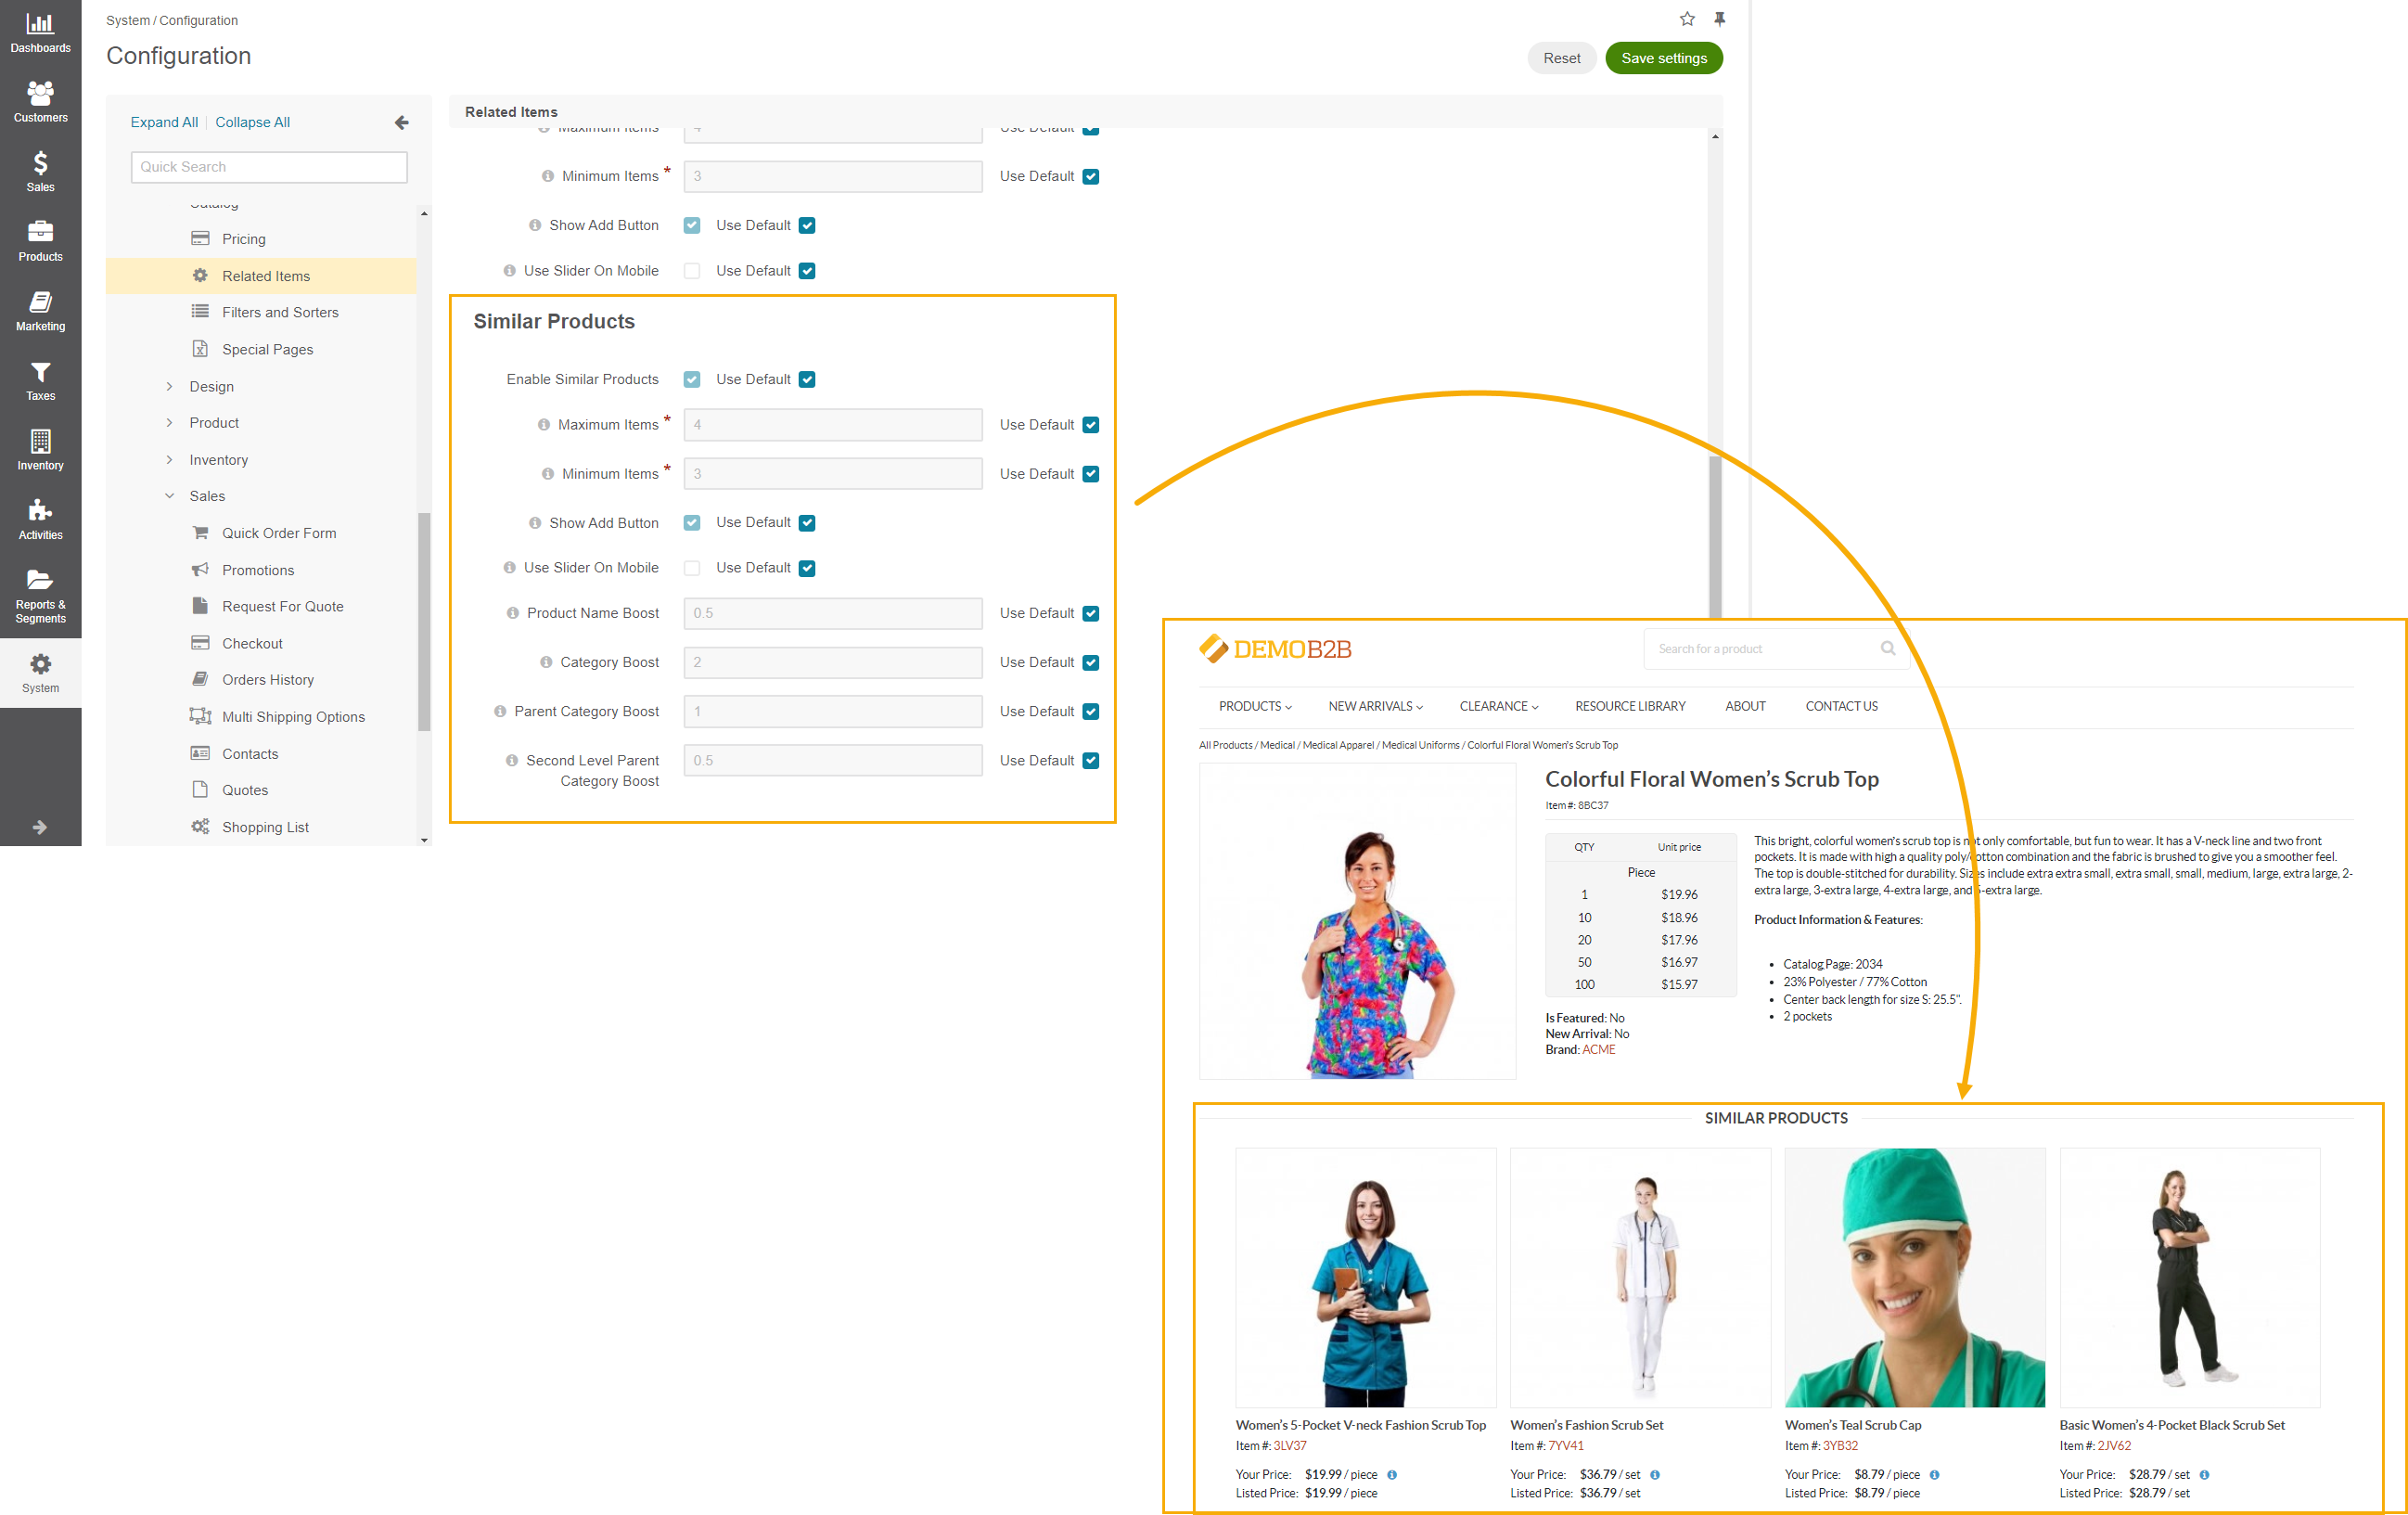 System / Configuration
Configuration
Reset
Save settings
Dashboards
Customers
Sales
Products
Marketing
Taxes
Inventory
Activities
Reports &
Segments
System
Expand All | Collapse All
Quick Search
Catalog
Pricing
Related Items
Filters and Sorters
Special Pages
Design
Product
Inventory
Sales
Quick Order Form
Promotions
Request For Quote
Checkout
Orders History
Multi Shipping Options
Contacts
Quotes
Shopping List
Related Items
Maximum Items 4 Use Default
Minimum Items * 3 Use Default
Show Add Button Use Default
Use Slider On Mobile Use Default
Similar Products
Enable Similar Products Use Default
Maximum Items * 4 Use Default
Minimum Items * 3 Use Default
Show Add Button Use Default
Use Slider On Mobile Use Default
Product Name Boost 0.5 Use Default
Category Boost 2 Use Default
Parent Category Boost 1 Use Default
Second Level Parent 0.5 Use Default
Category Boost
DEMOB2B
Search for a product
PRODUCTS NEW ARRIVALS CLEARANCE RESOURCE LIBRARY ABOUT CONTACT US
All Products / Medical / Medical Apparel / Medical Uniforms / Colorful Floral Women's Scrub Top
Colorful Floral Women's Scrub Top
Item #: 8BC37
QTY Unit price
Piece
1 $19.96
10 $18.96
20 $17.96
50 $16.97
100 $15.97
Is Featured: No
New Arrival: No
Brand: ACME
This bright, colorful women's scrub top is not only comfortable, but fun to wear. It has a V-neck line and two front
pockets. It is made with high a quality poly/cotton combination and the fabric is brushed to give you a smoother feel.
The top is double-stitched for durability. Sizes include extra extra small, extra small, small, medium, large, extra large, 2-
extra large, 3-extra large, 4-extra large, and 5-extra large.
Product Information & Features:
Catalog Page: 2034
23% Polyester / 77% Cotton
Center back length for size S: 25.5".
2 pockets
SIMILAR PRODUCTS
Women's 5-Pocket V-neck Fashion Scrub Top
Item #: 3LV37
Your Price: $19.99 / piece
Listed Price: $19.99 / piece
Women's Fashion Scrub Set
Item #: 7YV41
Your Price: $36.79 / set
Listed Price: $36.79 / set
Women's Teal Scrub Cap
Item #: 3YB32
Your Price: $8.79 / piece
Listed Price: $8.79 / piece
Basic Women's 4-Pocket Black Scrub Set
Item #: 2JV62
Your Price: $28.79 / set
Listed Price: $28.79 / set